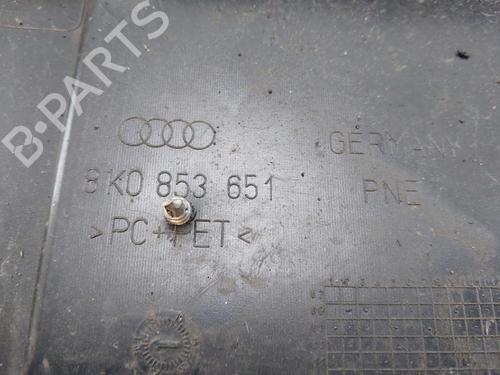 B-PARTS
GERMANY
8K0 853 651
PNE
>PC+PET<